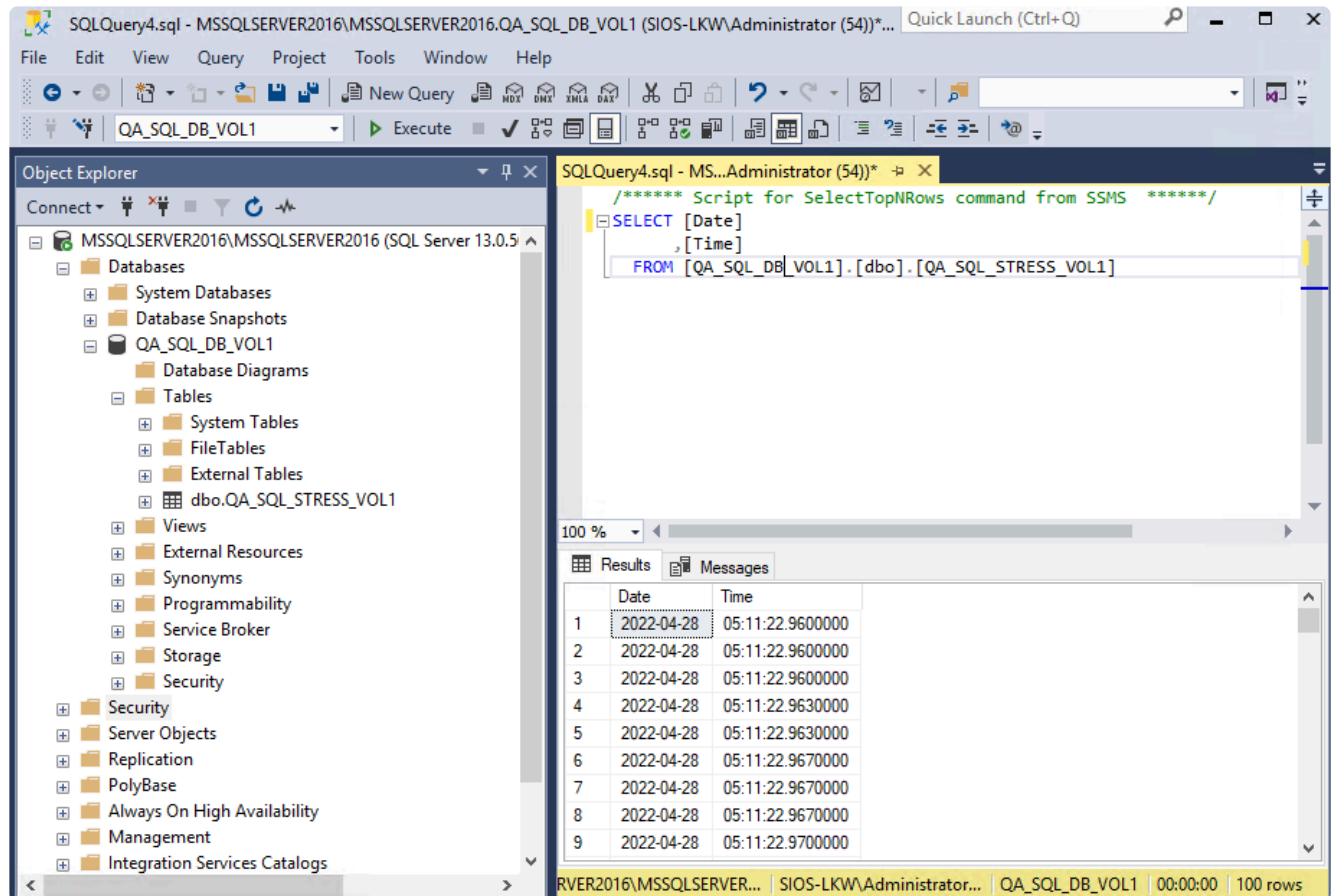 SQLQuery4.sql - MSSQLSERVER2016\MSSQLSERVER2016.QA_SQL_DB_VOL1 (SIOS-LKW\Administrator (54))*...
Quick Launch (Ctrl+Q)
File Edit View Query Project Tools Window Help
New Query MDX DMX XMLA DAX
QA_SQL_DB_VOL1 Execute
Object Explorer
Connect
MSSQLSERVER2016\MSSQLSERVER2016 (SQL Server 13.0.5
Databases
System Databases
Database Snapshots
QA_SQL_DB_VOL1
Database Diagrams
Tables
System Tables
FileTables
External Tables
dbo.QA_SQL_STRESS_VOL1
Views
External Resources
Synonyms
Programmability
Service Broker
Storage
Security
Security
Server Objects
Replication
PolyBase
Always On High Availability
Management
Integration Services Catalogs
SQLQuery4.sql - MS...Administrator (54))*
/****** Script for SelectTopNRows command from SSMS ******/
SELECT [Date]
,[Time]
FROM [QA_SQL_DB_VOL1].[dbo].[QA_SQL_STRESS_VOL1]
100 %
Results Messages
Date Time
1 2022-04-28 05:11:22.9600000
2 2022-04-28 05:11:22.9600000
3 2022-04-28 05:11:22.9600000
4 2022-04-28 05:11:22.9630000
5 2022-04-28 05:11:22.9630000
6 2022-04-28 05:11:22.9670000
7 2022-04-28 05:11:22.9670000
8 2022-04-28 05:11:22.9670000
9 2022-04-28 05:11:22.9700000
RVER2016\MSSQLSERVER... SIOS-LKW\Administrator... QA_SQL_DB_VOL1 00:00:00 100 rows